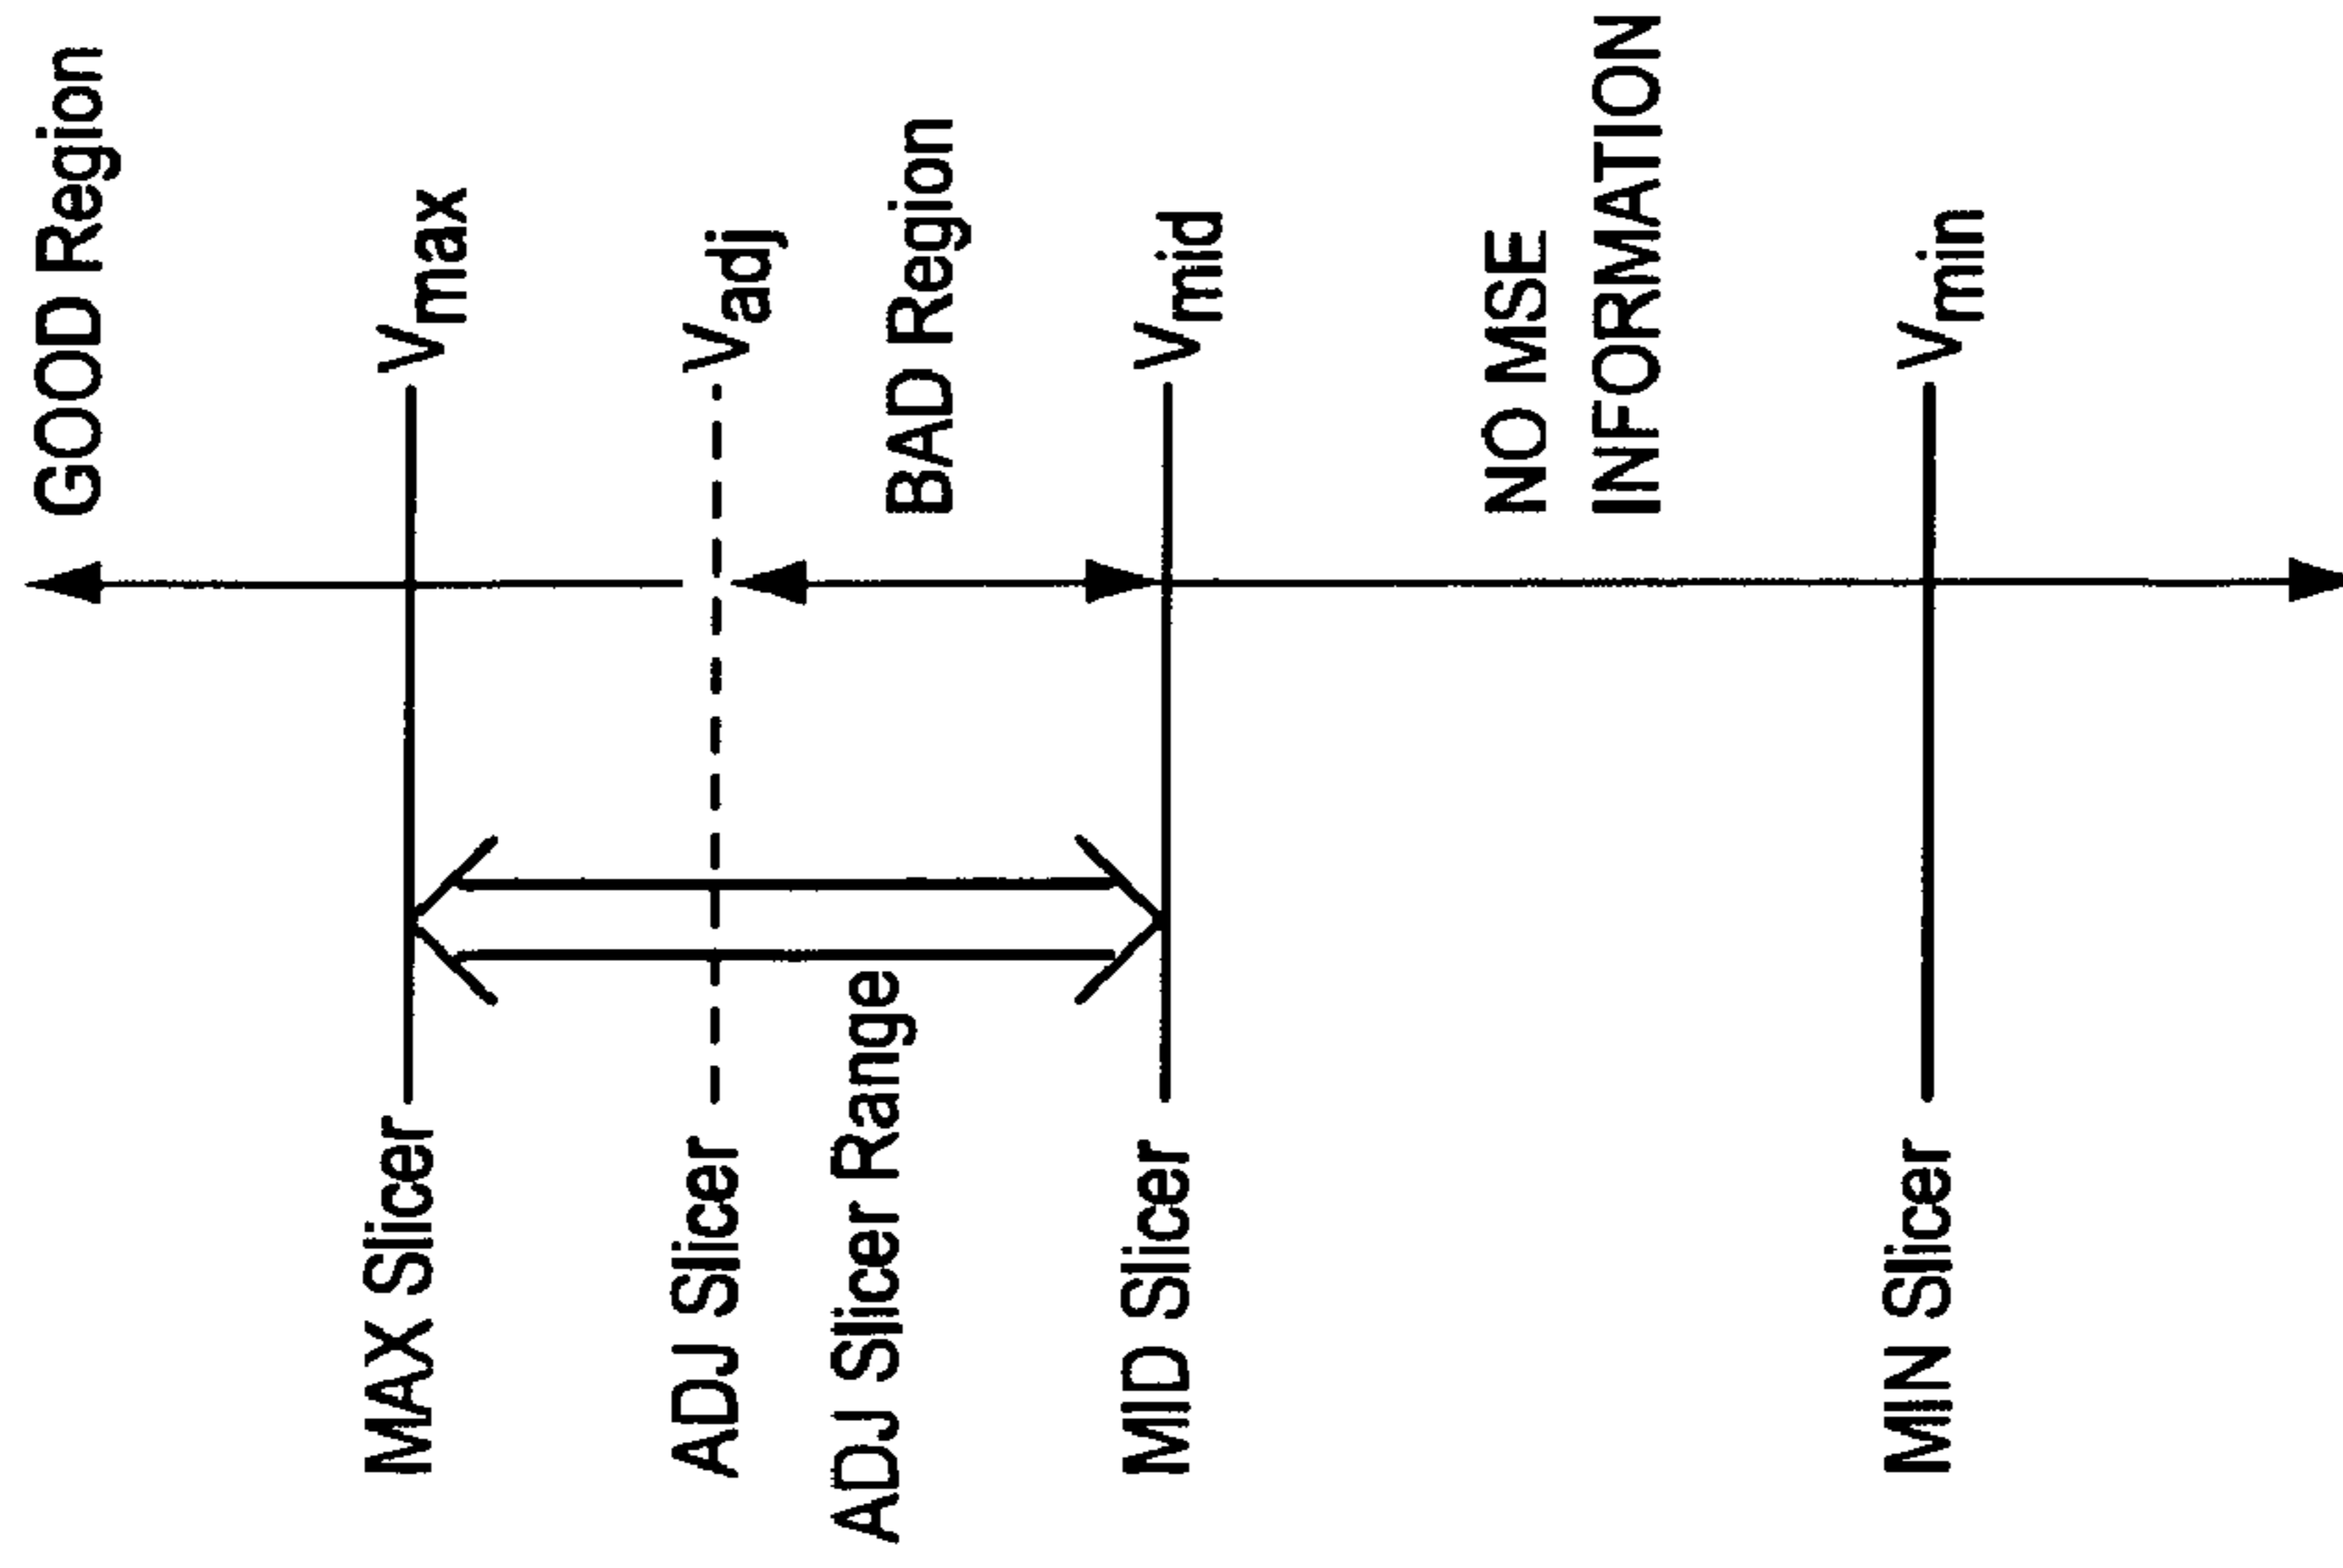 GOOD Region
MAX Slicer
Vmax
ADJ Slicer
Vadj
ADJ Slicer Range
BAD Region
MID Slicer
Vmid
NO MSE
INFORMATION
MIN Slicer
Vmin